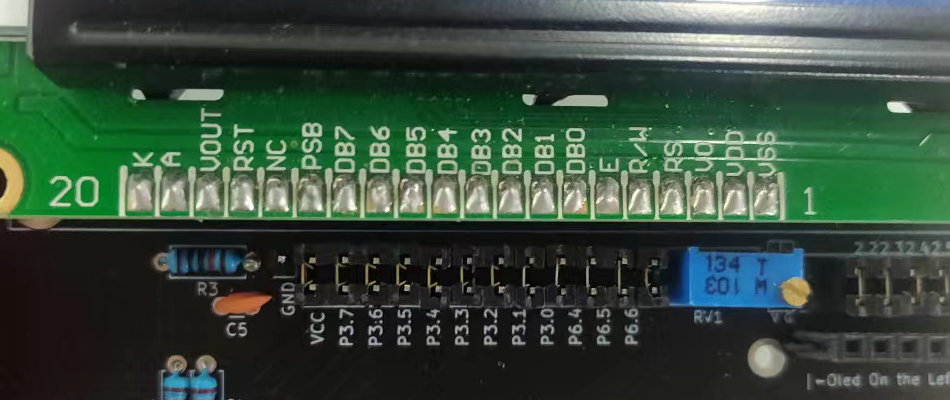 K A VOUT RST NC PSB DB7 DB6 DB5 DB4 DB3 DB2 DB1 DB0 E R/W RS VO VDD VSS
20 1
134 T
103 M
R3
C5
GND VCC P3.7 P3.6 P3.5 P3.4 P3.3 P3.2 P3.1 P3.0 P6.4 P6.5 P6.6
RV1
|←Oled On the Lef